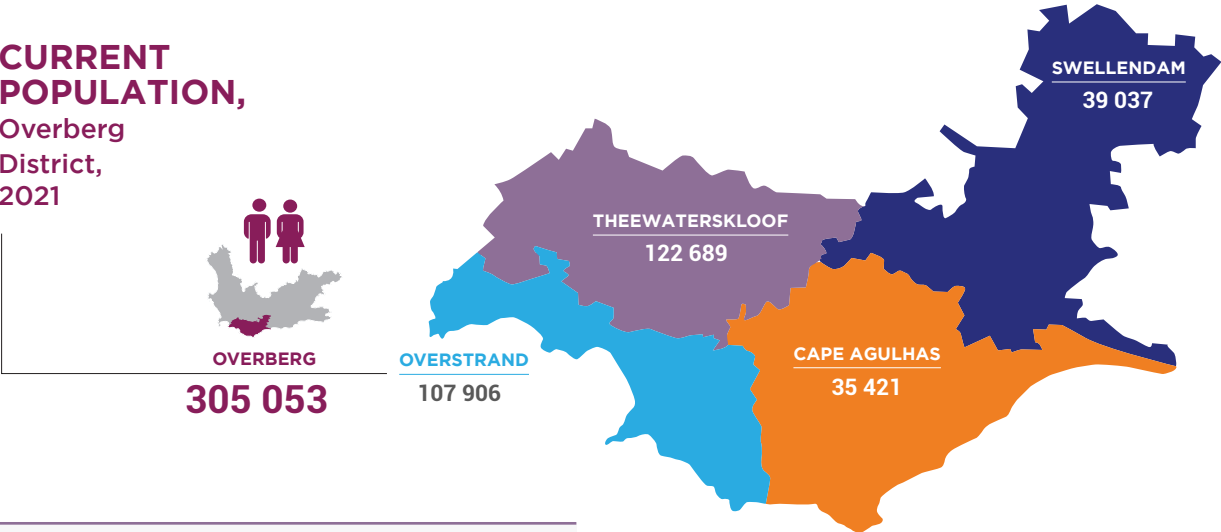 CURRENT
POPULATION,
Overberg
District,
2021
OVERBERG
305 053
OVERSTRAND
107 906
THEEWATERSKLOOF
122 689
SWELLENDAM
39 037
CAPE AGULHAS
35 421